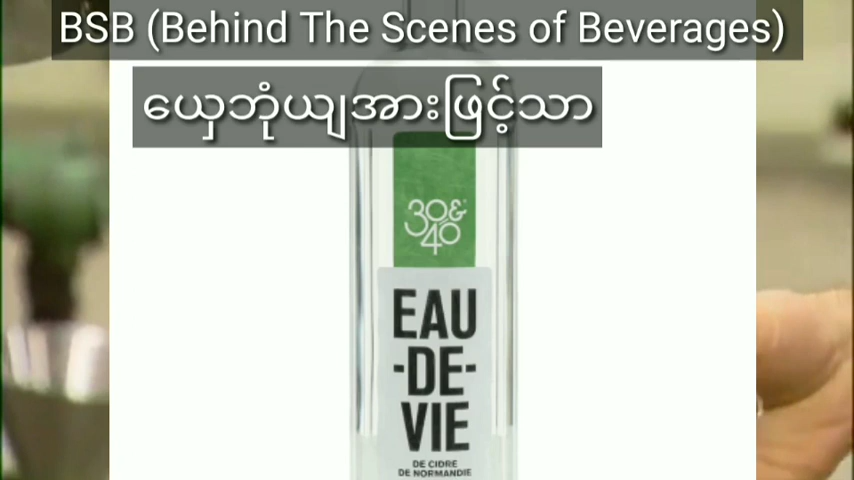 BSB (Behind The Scenes of Beverages)
ယှေဘုံယျအားဖြင့်သာ
30&
40
EAU
-DE-
VIE
DE CIDRE
DE NORMANDIE